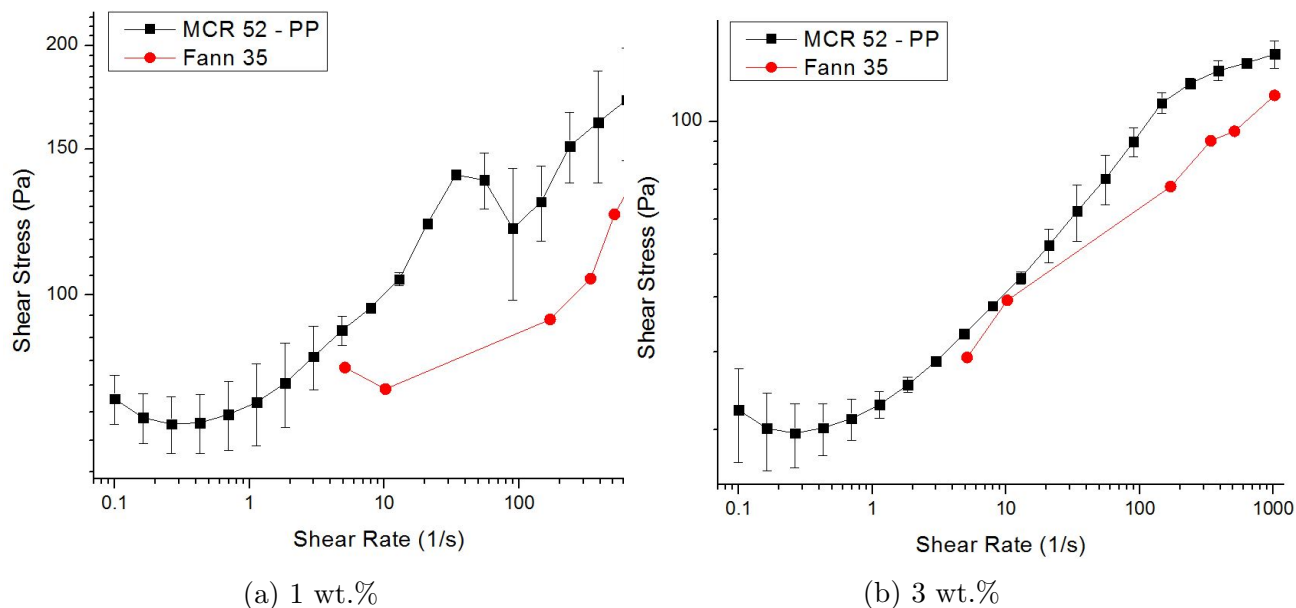 MCR 52 - PP
Fann 35
200
150
100
Shear Stress (Pa)
0.1
1
10
100
Shear Rate (1/s)
(a) 1 wt.%
MCR 52 - PP
Fann 35
100
Shear Stress (Pa)
0.1
1
10
100
1000
Shear Rate (1/s)
(b) 3 wt.%